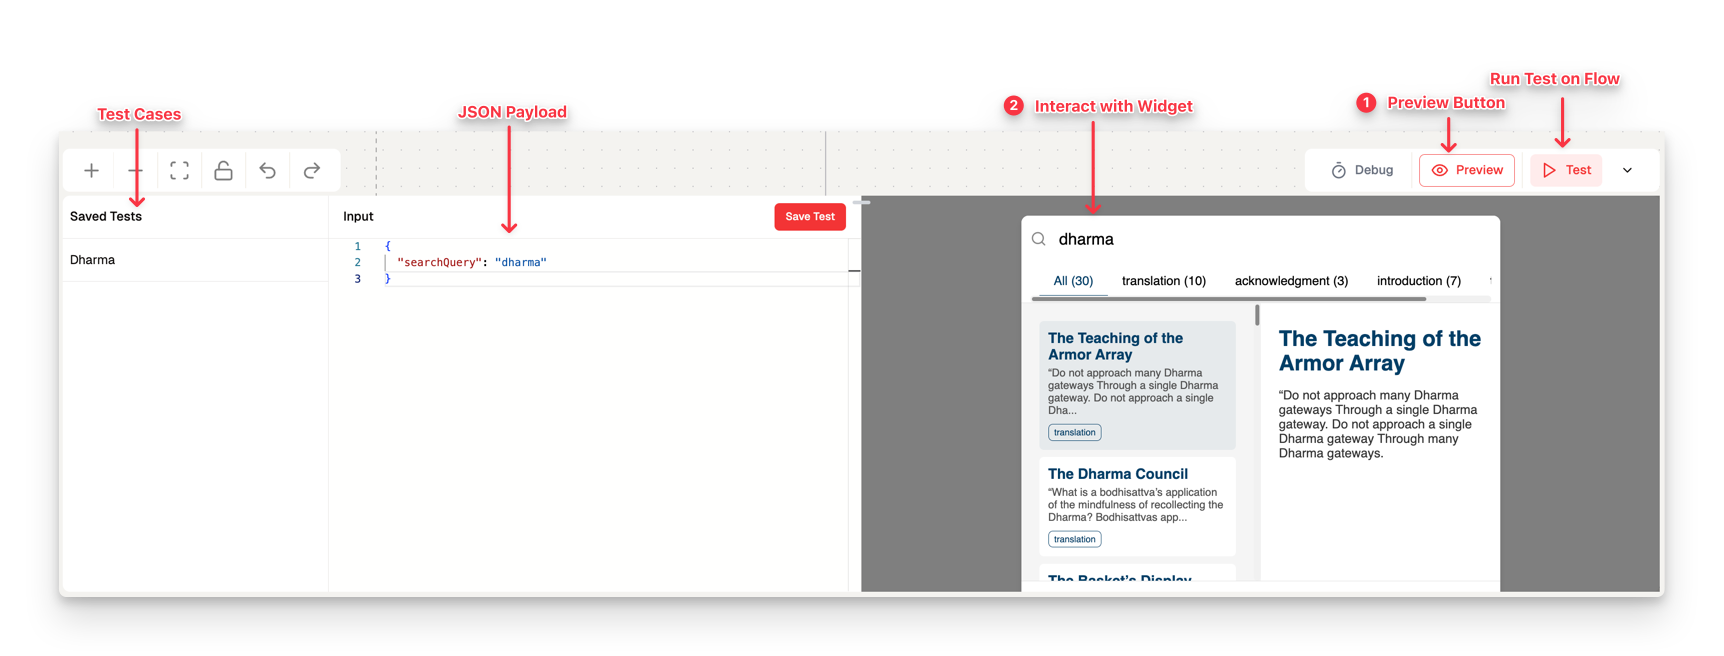 Run Test on Flow
Test Cases
JSON Payload
2 Interact with Widget
1 Preview Button
Debug
Preview
Test
Saved Tests
Dharma
Input
Save Test
1 {
2 "searchQuery": "dharma"
3 }
dharma
All (30) translation (10) acknowledgment (3) introduction (7)
The Teaching of the
Armor Array
“Do not approach many Dharma
gateways Through a single Dharma
gateway. Do not approach a single
Dha...
translation
The Dharma Council
“What is a bodhisattva’s application
of the mindfulness of recollecting the
Dharma? Bodhisattvas app...
translation
The Basket’s Display
The Teaching of the
Armor Array
“Do not approach many Dharma
gateways Through a single Dharma
gateway. Do not approach a single
Dharma gateway Through many
Dharma gateways.